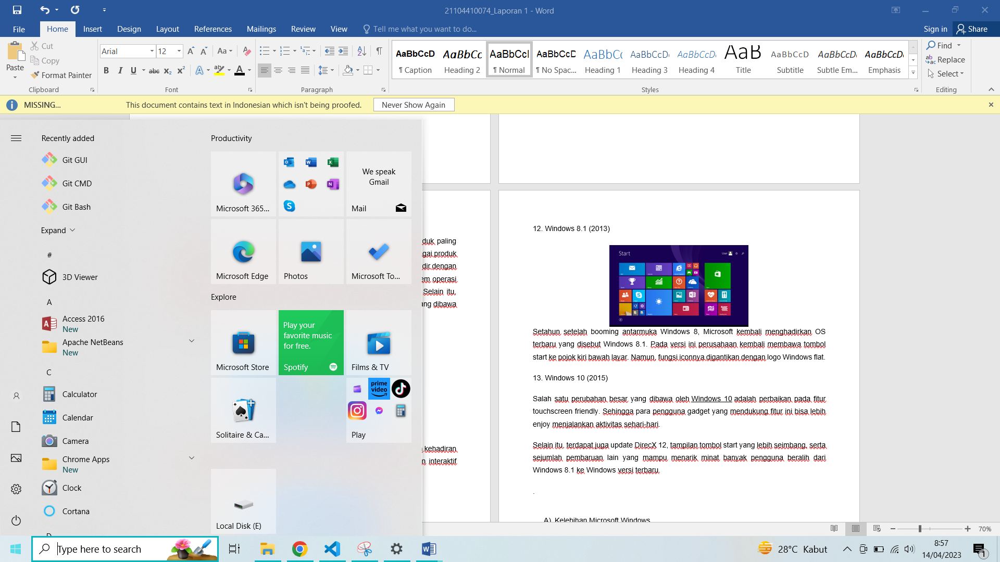 21104410074_Laporan 1 - Word
File
Home
Insert
Design
Layout
References
Mailings
Review
View
Tell me what you want to do...
Sign in
Share
Paste
Cut
Copy
Format Painter
Clipboard
Arial
12
Font
Paragraph
AaBbCcD
¶ Caption
AaBbCc
Heading 2
AaBbCcI
¶ Normal
AaBbCcD
¶ No Spac...
AaBbCc
Heading 1
AaBbCcD
Heading 3
AaBbCcD
Heading 4
AaB
Title
AaBbCcD
Subtitle
AaBbCcD
Subtle Em...
AaBbCcD
Emphasis
Styles
Find
Replace
Select
Editing
MISSING...
This document contains text in Indonesian which isn't being proofed.
Never Show Again
Recently added
Git GUI
Git CMD
Git Bash
Expand
#
3D Viewer
A
Access 2016
New
Apache NetBeans
New
C
Calculator
Calendar
Camera
Chrome Apps
New
Clock
Cortana
Productivity
Microsoft 365...
We speak
Gmail
Mail
Microsoft Edge
Photos
Microsoft To...
Explore
Microsoft Store
Play your
favorite music
for free.
Spotify
Films & TV
Solitaire & Ca...
prime
video
Play
Local Disk (E)
duk paling
gai produk
dir dengan
em operasi
Selain itu,
ang dibawa
kehadiran
n interaktif
12. Windows 8.1 (2013)
Start
User
Setahun setelah booming antarmuka Windows 8, Microsoft kembali menghadirkan OS
terbaru yang disebut Windows 8.1. Pada versi ini perusahaan kembali membawa tombol
start ke pojok kiri bawah layar. Namun, fungsi iconnya digantikan dengan logo Windows flat.
13. Windows 10 (2015)
Salah satu perubahan besar yang dibawa oleh Windows 10 adalah perbaikan pada fitur
touchscreen friendly. Sehingga para pengguna gadget yang mendukung fitur ini bisa lebih
enjoy menjalankan aktivitas sehari-hari.
Selain itu, terdapat juga update DirecX 12, tampilan tombol start yang lebih seimbang, serta
sejumlah pembaruan lain yang mampu menarik minat banyak pengguna beralih dari
Windows 8.1 ke Windows versi terbaru.
.
A) Kelebihan Microsoft Windows
70%
Type here to search
28°C Kabut
8:57
14/04/2023
1